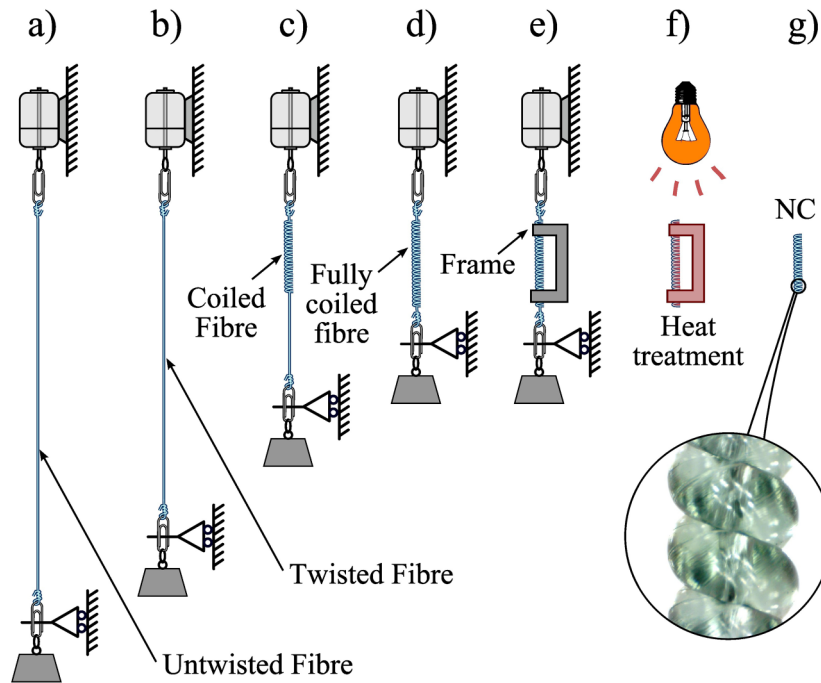 a)
b)
c)
d)
e)
f)
g)
NC
Coiled
Fibre
Fully
coiled
fibre
Frame
Heat
treatment
Twisted Fibre
Untwisted Fibre